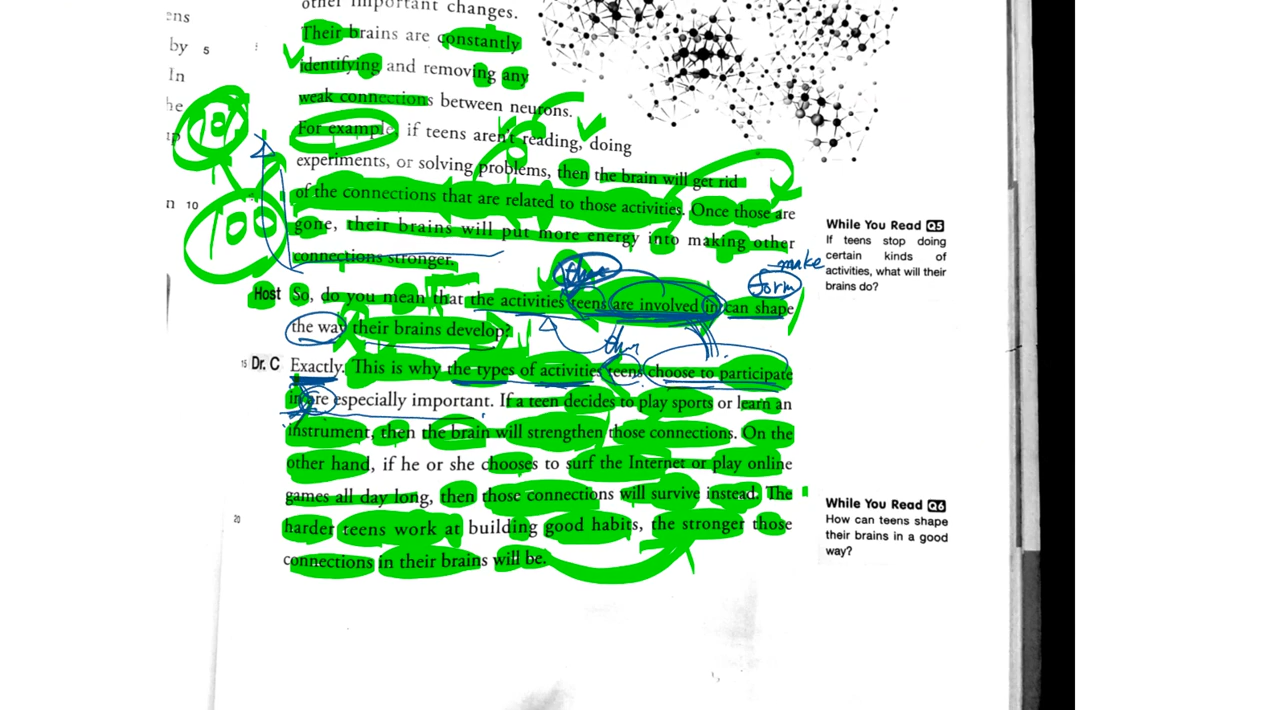 other important changes.
Their brains are constantly
identifying and removing any
weak connections between neurons.
For example, if teens aren't reading, doing
experiments, or solving problems, then the brain will get rid
of the connections that are related to those activities. Once those are
gone, their brains will put more energy into making other
connections stronger.
Host So, do you mean that the activities teens are involved in can shape
the way their brains develop?
15 Dr. C Exactly. This is why the types of activities teens choose to participate
in are especially important. If a teen decides to play sports or learn an
instrument, then the brain will strengthen those connections. On the
other hand, if he or she chooses to surf the Internet or play online
games all day long, then those connections will survive instead. The
20 harder teens work at building good habits, the stronger those
connections in their brains will be.
ens
by 5
In
he
up
n 10
make
form
While You Read Q5
If teens stop doing
certain kinds of
activities, what will their
brains do?
While You Read Q6
How can teens shape
their brains in a good
way?